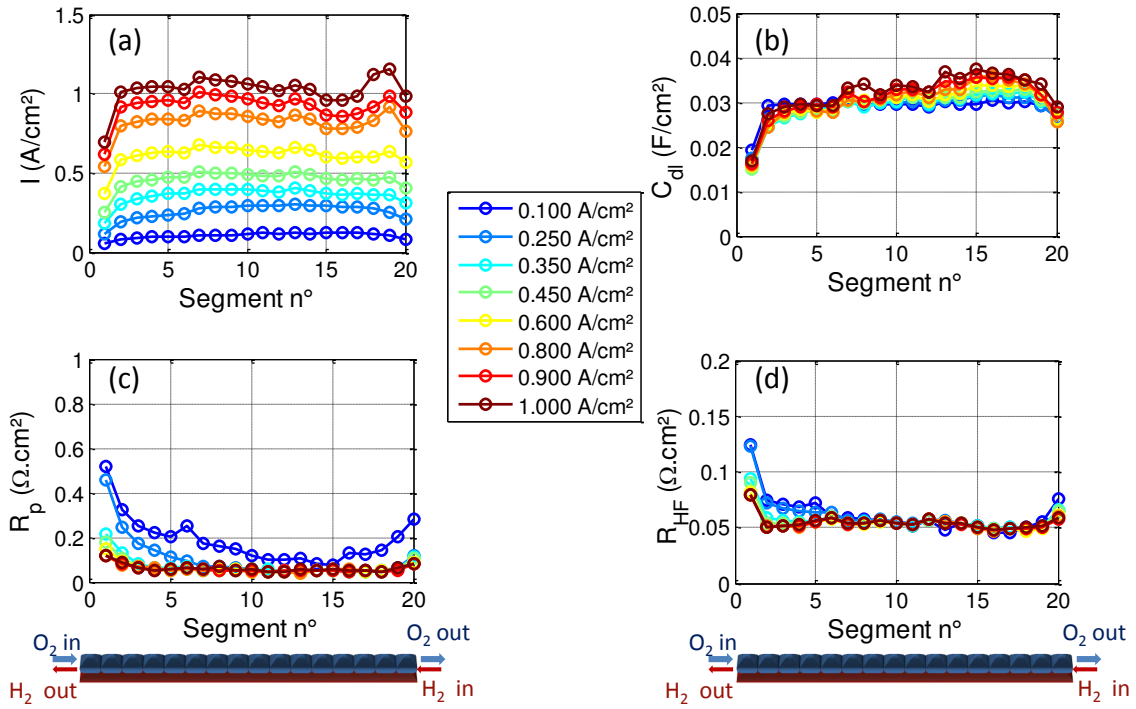 (a)
1.5
1
0.5
0
I (A/cm²)
0 5 10 15 20
Segment n°
(b)
0.05
0.04
0.03
0.02
0.01
0
C_dl (F/cm²)
0 5 10 15 20
Segment n°
0.100 A/cm²
0.250 A/cm²
0.350 A/cm²
0.450 A/cm²
0.600 A/cm²
0.800 A/cm²
0.900 A/cm²
1.000 A/cm²
(c)
1
0.8
0.6
0.4
0.2
0
R_p (Ω.cm²)
0 5 10 15 20
Segment n°
O₂ in
O₂ out
H₂ out
H₂ in
(d)
0.2
0.15
0.1
0.05
0
R_HF (Ω.cm²)
0 5 10 15 20
Segment n°
O₂ in
O₂ out
H₂ out
H₂ in